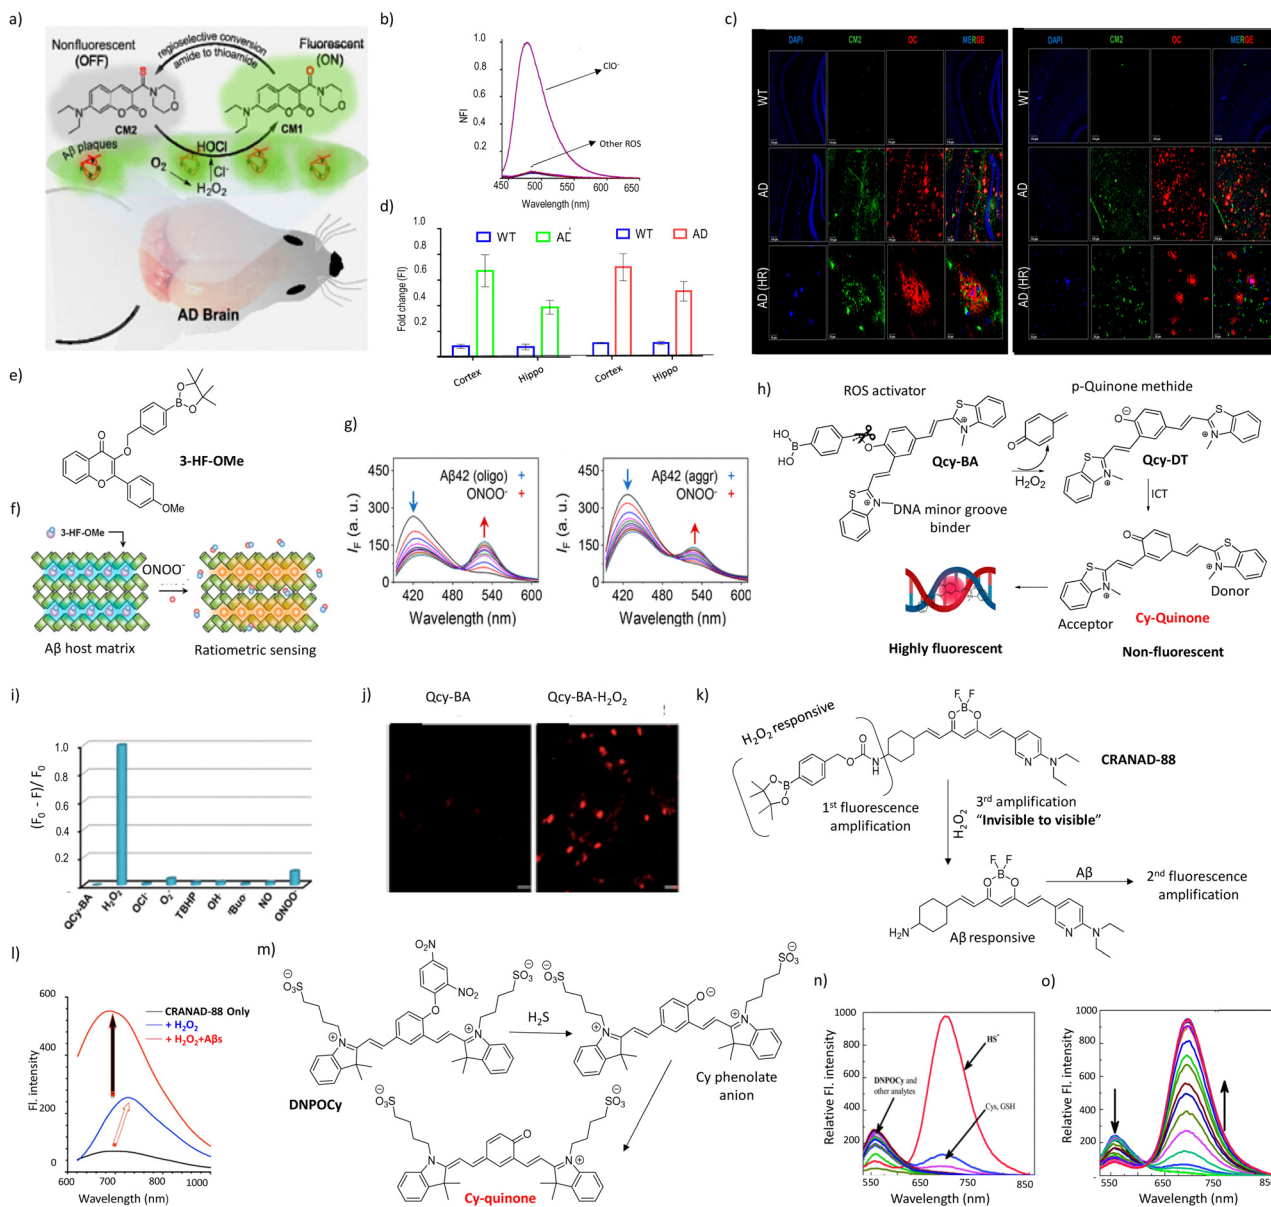 a)
Nonfluorescent
(OFF)
regioselective conversion
amide to thioamide
Fluorescent
(ON)
S
O
N
N
O
O
O
CM2
N
N
O
O
O
CM1
Aβ plaques
HOCl
O₂
Cl⁻
H₂O₂
AD Brain
b)
NFI
1.0
0.8
0.6
0.4
0.2
ClO⁻
Other ROS
450 500 550 600 650
Wavelength (nm)
c)
DAPI CM2 OC MERGE
WT
AD
AD (HR)
DAPI CM2 OC MERGE
WT
AD
AD (HR)
d)
Fold change (FI)
1.0
0.8
0.6
0.4
0.2
WT AD
WT AD
Cortex Hippo Cortex Hippo
e)
B
O O
O
O
O
OMe
3-HF-OMe
f)
3-HF-OMe
ONOO⁻
Aβ host matrix
Ratiometric sensing
g)
I_F (a. u.)
450
300
150
0
Aβ42 (oligo) +
ONOO⁻ +
420 480 540 600
Wavelength (nm)
I_F (a. u.)
450
300
150
0
Aβ42 (aggr) +
ONOO⁻ +
420 480 540 600
Wavelength (nm)
h)
ROS activator
p-Quinone methide
HO
B
OH
O
S
N
Qcy-BA
S
N
DNA minor groove
binder
H₂O₂
O
O⁻
S
N
Qcy-DT
S
N
ICT
O
S
N
Donor
S
N
Acceptor
Cy-Quinone
Highly fluorescent
Non-fluorescent
i)
(F₀ - F)/ F₀
1.0
0.8
0.6
0.4
0.2
QCy-BA
H₂O₂
OCl⁻
O₂⁻
TBHP
OH·
ᵗBuo·
NO
ONOO⁻
j)
Qcy-BA
Qcy-BA-H₂O₂
k)
H₂O₂ responsive
F F
B
O O
N
N
O
O N
H
B
O
O
CRANAD-88
1st fluorescence
amplification
H₂O₂
3rd amplification
“Invisible to visible”
F F
B
O O
H₂N
N
N
Aβ responsive
Aβ
2nd fluorescence
amplification
l)
Fl. intensity
600
400
200
0
CRANAD-88 Only
+ H₂O₂
+ H₂O₂+Aβs
600 700 800 1000
Wavelength (nm)
m)
NO₂
NO₂
O
SO₃
SO₃
N
N
DNPOCy
H₂S
SO₃
SO₃
O⁻
N
N
Cy phenolate
anion
SO₃
SO₃
O
N
N
Cy-quinone
n)
Relative Fl. intensity
1000
800
600
400
200
HS⁻
DNPOCy and
other analytes
Cys, GSH
550 650 750 850
Wavelength (nm)
o)
Relative Fl. intensity
1000
800
600
400
200
550 650 750 850
Wavelength (nm)